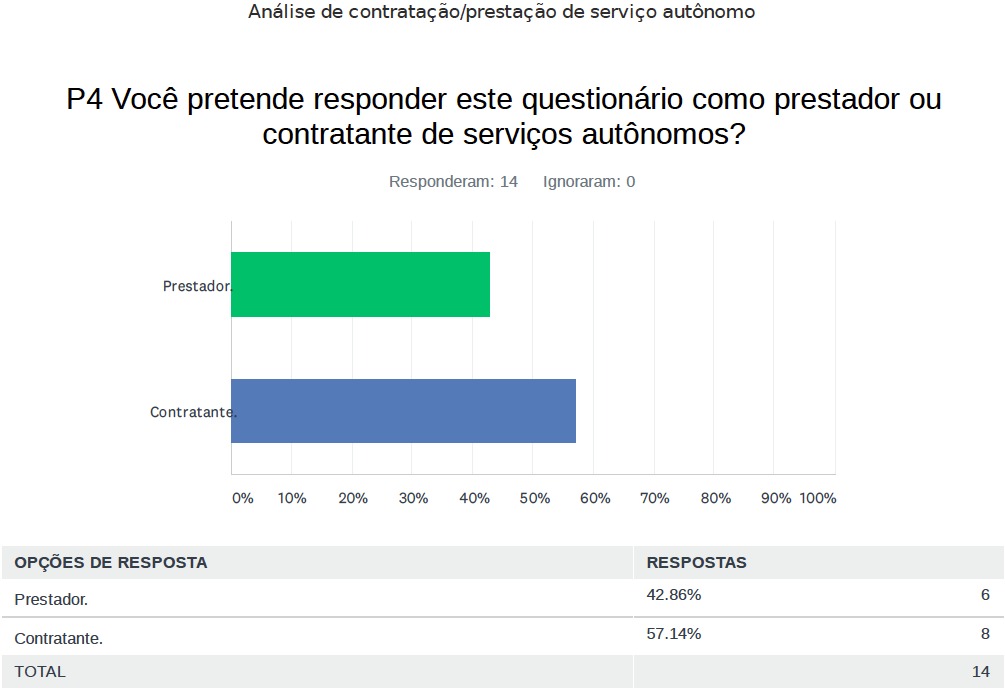 Análise de contratação/prestação de serviço autônomo
P4 Você pretende responder este questionário como prestador ou
contratante de serviços autônomos?
Responderam: 14 Ignoraram: 0
Prestador.
Contratante.
0% 10% 20% 30% 40% 50% 60% 70% 80% 90% 100%
OPÇÕES DE RESPOSTA RESPOSTAS
Prestador. 42.86% 6
Contratante. 57.14% 8
TOTAL 14